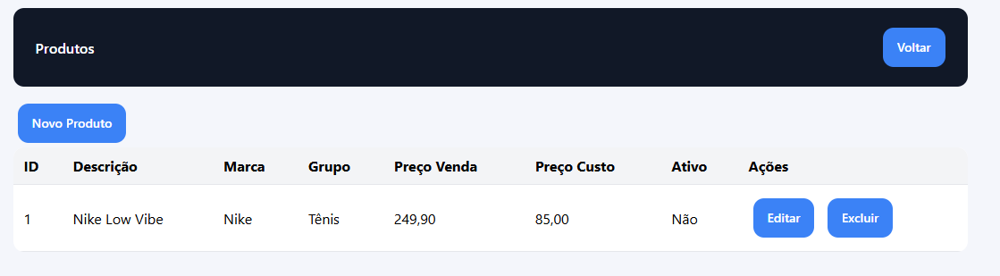 Produtos Voltar
Novo Produto
ID Descrição Marca Grupo Preço Venda Preço Custo Ativo Ações
1 Nike Low Vibe Nike Tênis 249,90 85,00 Não Editar Excluir